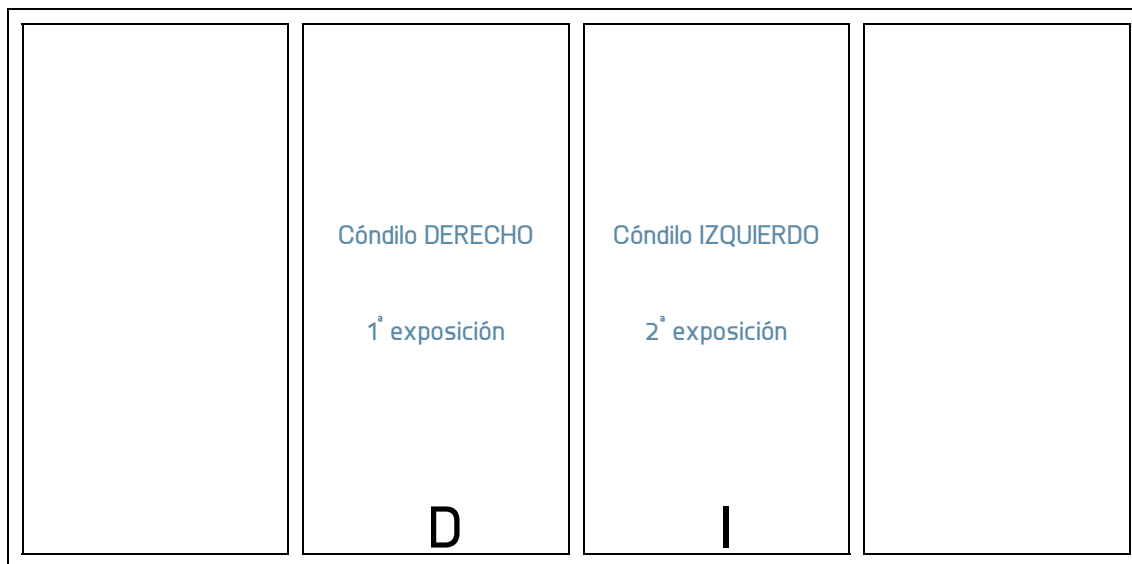 Cóndilo DERECHO
Cóndilo IZQUIERDO
1ª exposición
2ª exposición
D
I